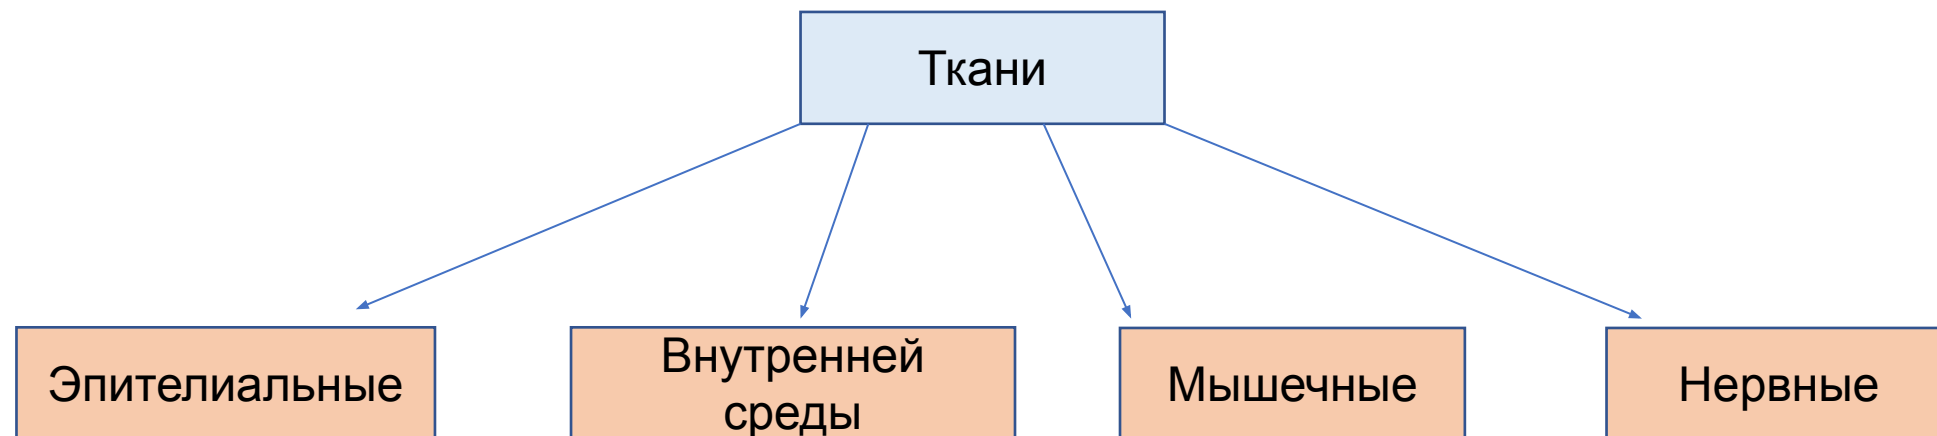 Ткани
Эпителиальные
Внутренней
среды
Мышечные
Нервные